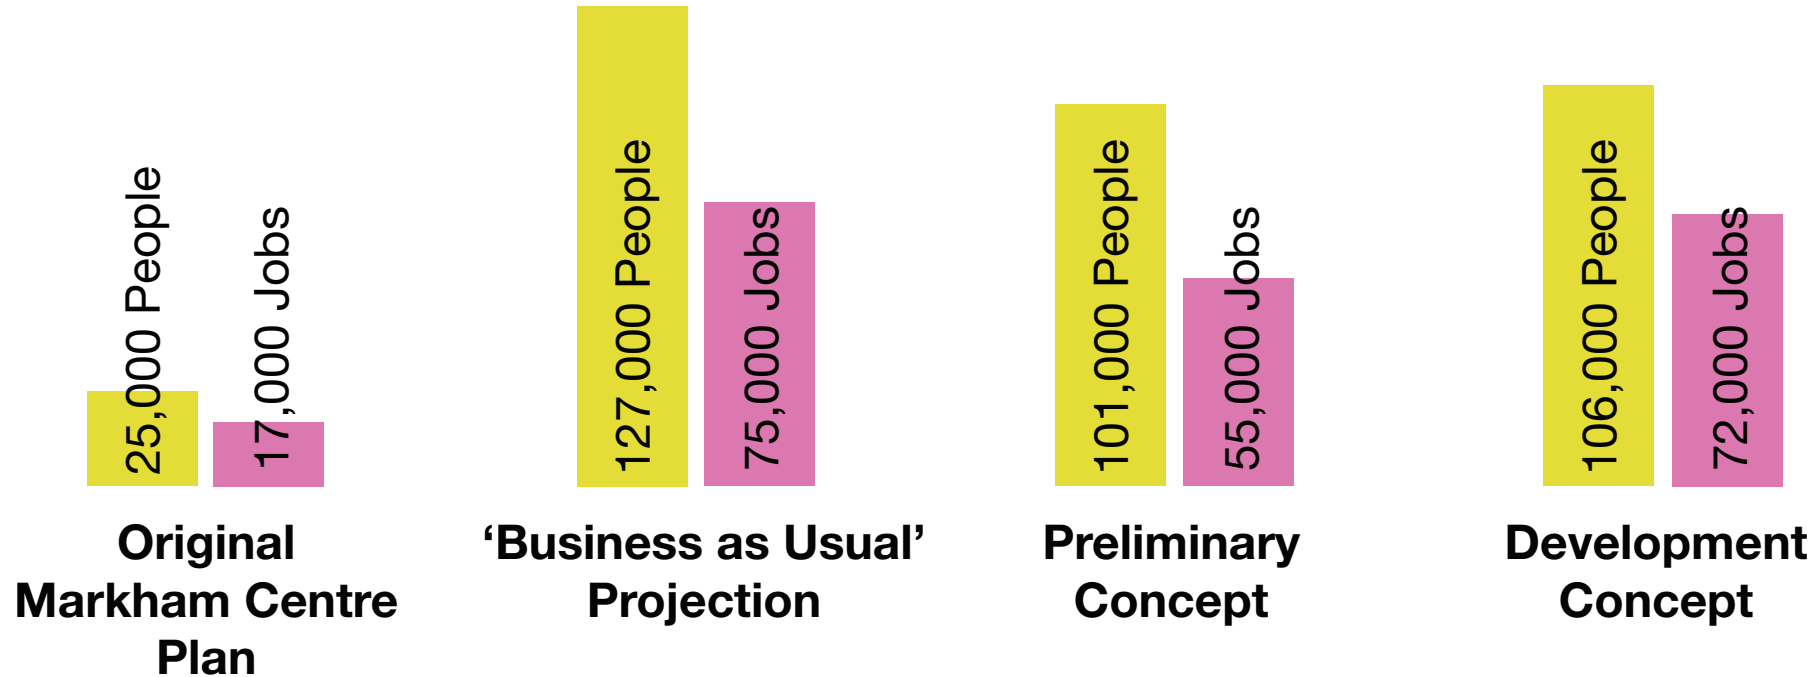 25,000 People
17,000 Jobs
Original
Markham Centre
Plan
127,000 People
75,000 Jobs
‘Business as Usual’
Projection
101,000 People
55,000 Jobs
Preliminary
Concept
106,000 People
72,000 Jobs
Development
Concept